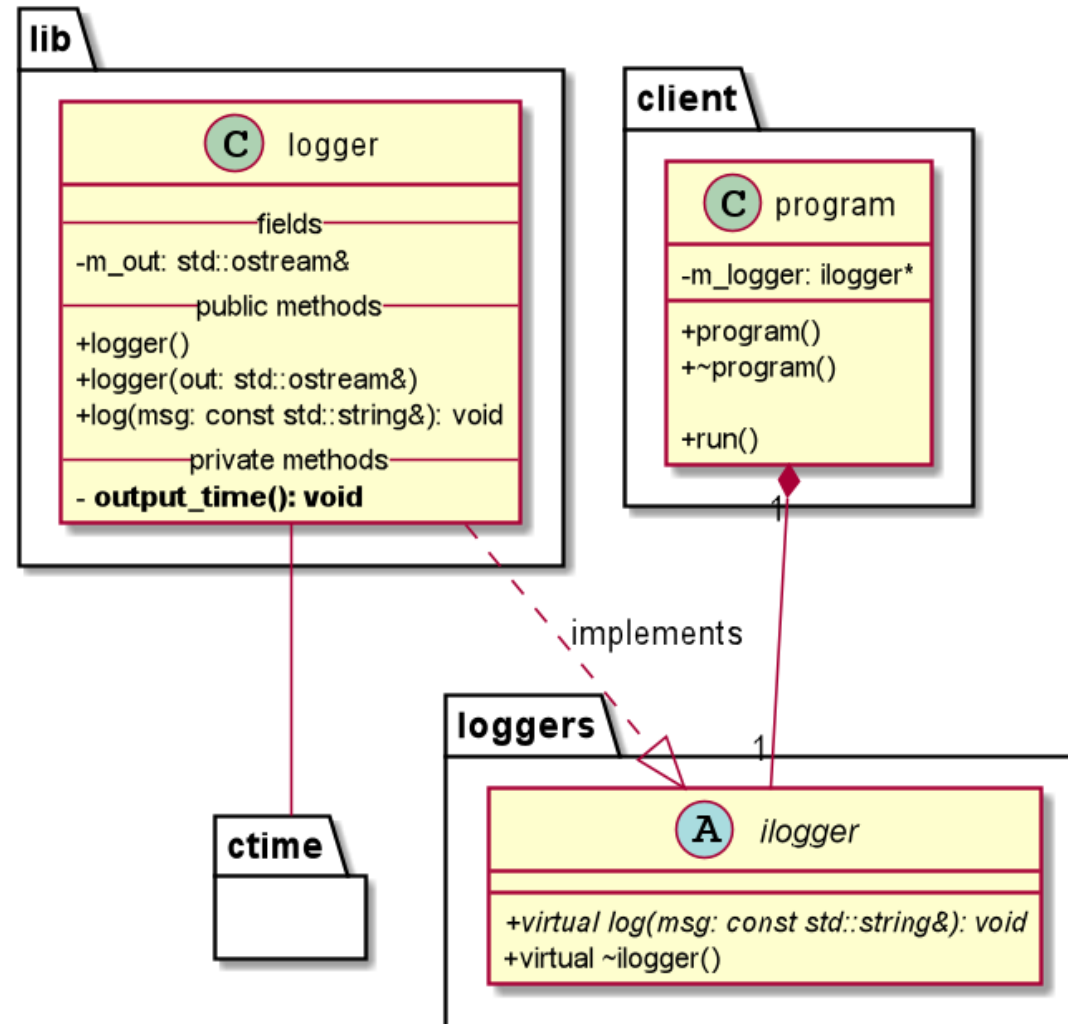 lib
C logger
fields
-m_out: std::ostream&
public methods
+logger()
+logger(out: std::ostream&)
+log(msg: const std::string&): void
private methods
- output_time(): void
client
C program
-m_logger: ilogger*
+program()
+~program()
+run()
1
implements
1
loggers
A ilogger
+virtual log(msg: const std::string&): void
+virtual ~ilogger()
ctime